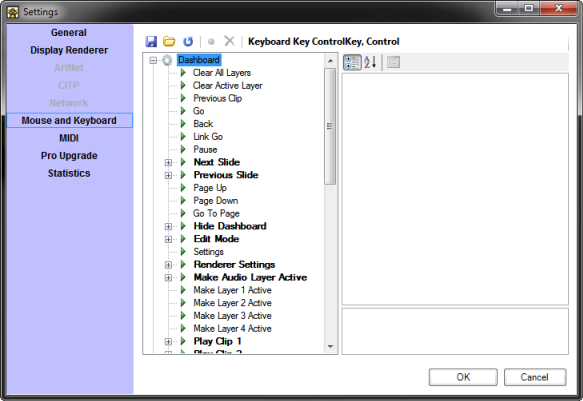 Settings
General
Display Renderer
ArtNet
CITP
Network
Mouse and Keyboard
MIDI
Pro Upgrade
Statistics
Keyboard Key ControlKey, Control
Dashboard
Clear All Layers
Clear Active Layer
Previous Clip
Go
Back
Link Go
Pause
Next Slide
Previous Slide
Page Up
Page Down
Go To Page
Hide Dashboard
Edit Mode
Settings
Renderer Settings
Make Audio Layer Active
Make Layer 1 Active
Make Layer 2 Active
Make Layer 3 Active
Make Layer 4 Active
Play Clip 1
Play Clip 2
OK
Cancel